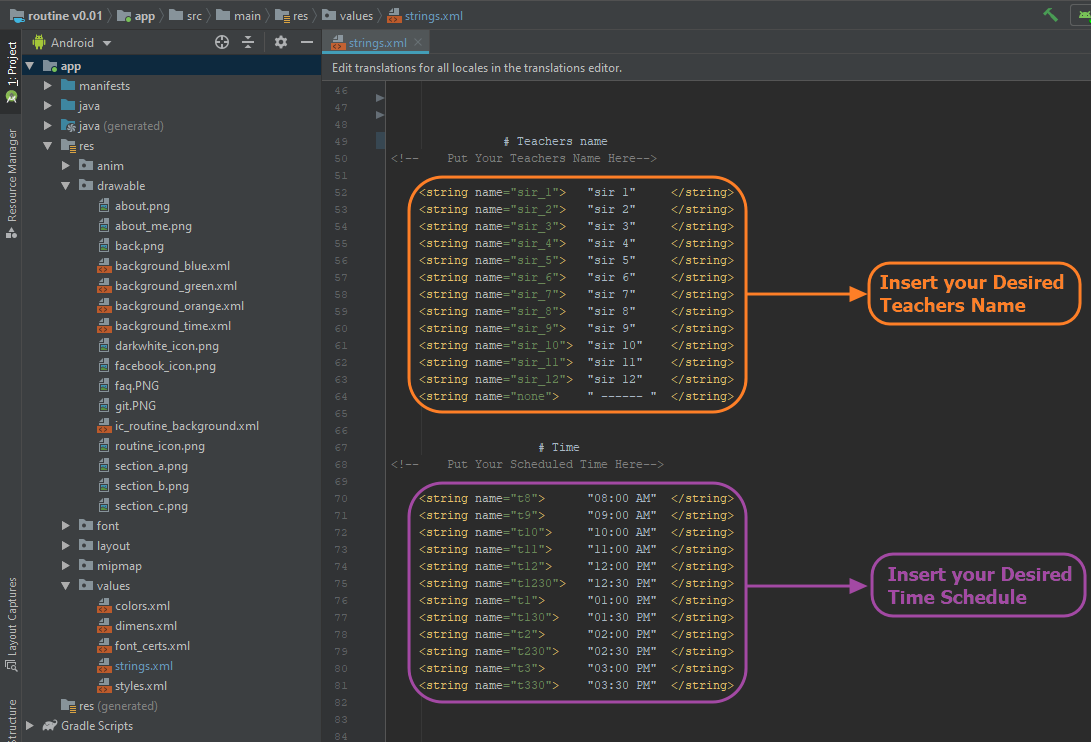 routine v0.01 app src main res values strings.xml
Android
strings.xml
1: Project
Resource Manager
Layout Captures
Structure
app
manifests
java
java (generated)
res
anim
drawable
about.png
about_me.png
back.png
background_blue.xml
background_green.xml
background_orange.xml
background_time.xml
darkwhite_icon.png
facebook_icon.png
faq.PNG
git.PNG
ic_routine_background.xml
routine_icon.png
section_a.png
section_b.png
section_c.png
font
layout
mipmap
values
colors.xml
dimens.xml
font_certs.xml
strings.xml
styles.xml
res (generated)
Gradle Scripts
Edit translations for all locales in the translations editor.
46
47
48
49 # Teachers name
50 <!-- Put Your Teachers Name Here-->
51
52 <string name="sir_1"> "sir 1" </string>
53 <string name="sir_2"> "sir 2" </string>
54 <string name="sir_3"> "sir 3" </string>
55 <string name="sir_4"> "sir 4" </string>
56 <string name="sir_5"> "sir 5" </string>
57 <string name="sir_6"> "sir 6" </string>
58 <string name="sir_7"> "sir 7" </string>
59 <string name="sir_8"> "sir 8" </string>
60 <string name="sir_9"> "sir 9" </string>
61 <string name="sir_10"> "sir 10" </string>
62 <string name="sir_11"> "sir 11" </string>
63 <string name="sir_12"> "sir 12" </string>
64 <string name="none"> " ------ " </string>
65
66
67 # Time
68 <!-- Put Your Scheduled Time Here-->
69
70 <string name="t8"> "08:00 AM" </string>
71 <string name="t9"> "09:00 AM" </string>
72 <string name="t10"> "10:00 AM" </string>
73 <string name="t11"> "11:00 AM" </string>
74 <string name="t12"> "12:00 PM" </string>
75 <string name="t1230"> "12:30 PM" </string>
76 <string name="t1"> "01:00 PM" </string>
77 <string name="t130"> "01:30 PM" </string>
78 <string name="t2"> "02:00 PM" </string>
79 <string name="t230"> "02:30 PM" </string>
80 <string name="t3"> "03:00 PM" </string>
81 <string name="t330"> "03:30 PM" </string>
82
83
84
Insert your Desired
Teachers Name
Insert your Desired
Time Schedule